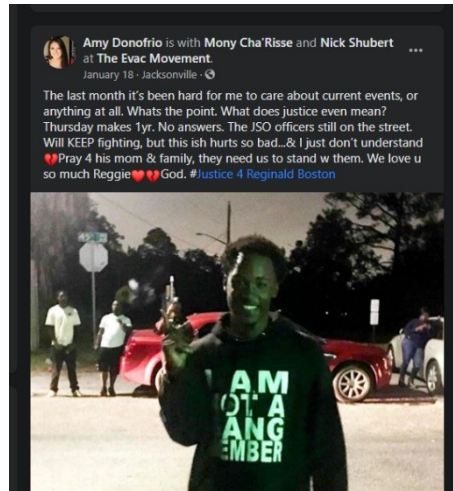 Amy Donofrio is with Mony Cha'Risse and Nick Shubert
at The Evac Movement.
January 18 · Jacksonville ·
The last month it's been hard for me to care about current events, or
anything at all. Whats the point. What does justice even mean?
Thursday makes 1yr. No answers. The JSO officers still on the street.
Will KEEP fighting, but this ish hurts so bad...& I just don't understand
💔Pray 4 his mom & family, they need us to stand w them. We love u
so much Reggie❤️💔God. #Justice 4 Reginald Boston
AM
OT A
ANG
EMBER